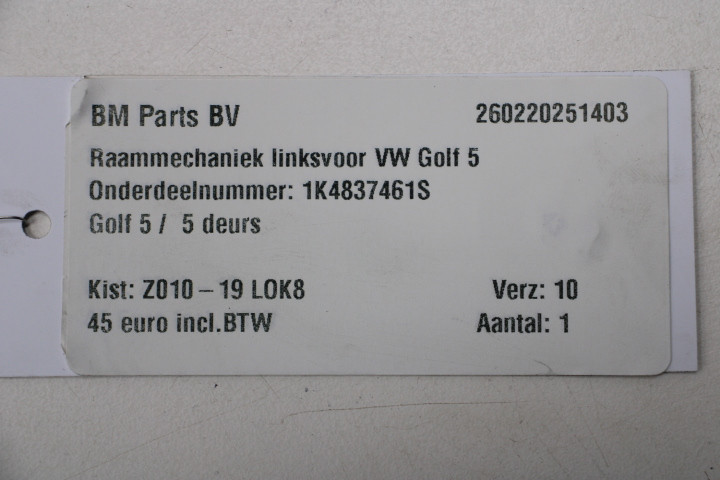 BM Parts BV 260220251403
Raammechaniek linksvoor VW Golf 5
Onderdeelnummer: 1K4837461S
Golf 5 / 5 deurs
Kist: Z010 – 19 LOK8 Verz: 10
45 euro incl.BTW Aantal: 1